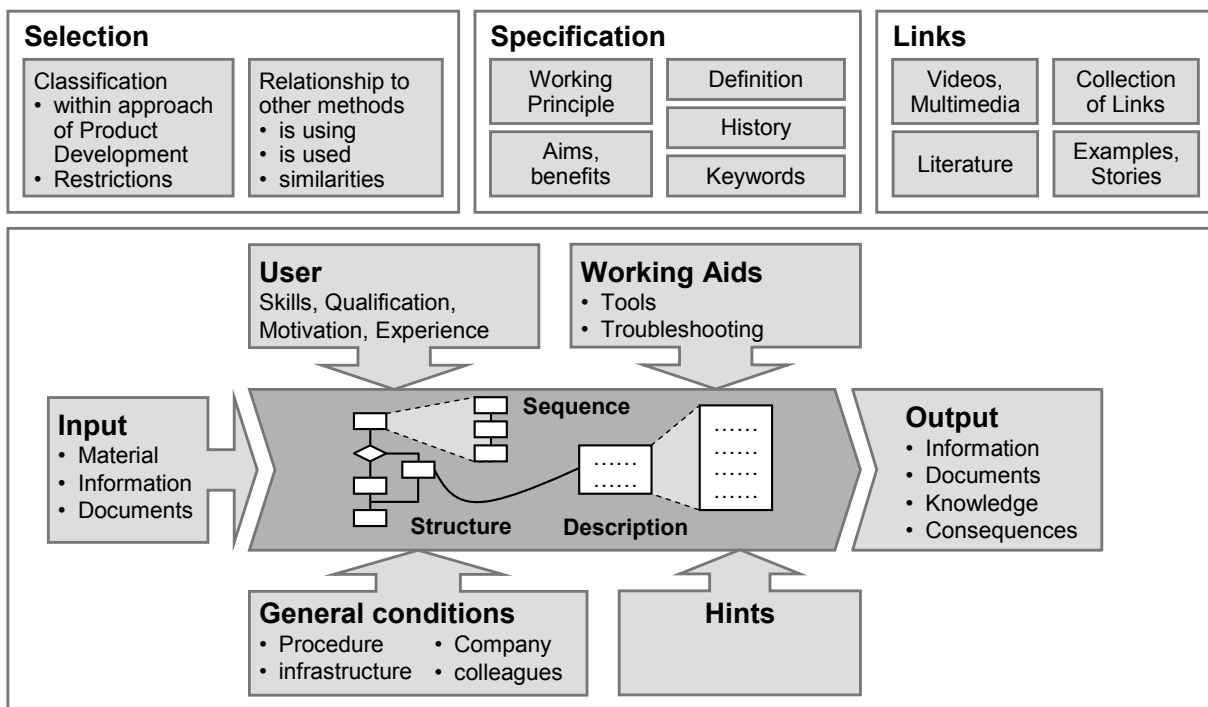 Selection
Classification
• within approach
of Product
Development
• Restrictions
Relationship to
other methods
• is using
• is used
• similarities
Specification
Working
Principle
Aims,
benefits
Definition
History
Keywords
Links
Videos,
Multimedia
Collection
of Links
Literature
Examples,
Stories
User
Skills, Qualification,
Motivation, Experience
Working Aids
• Tools
• Troubleshooting
Input
• Material
• Information
• Documents
Sequence
Structure
Description
......
......
......
......
......
......
Output
• Information
• Documents
• Knowledge
• Consequences
General conditions
• Procedure
• infrastructure
• Company
• colleagues
Hints